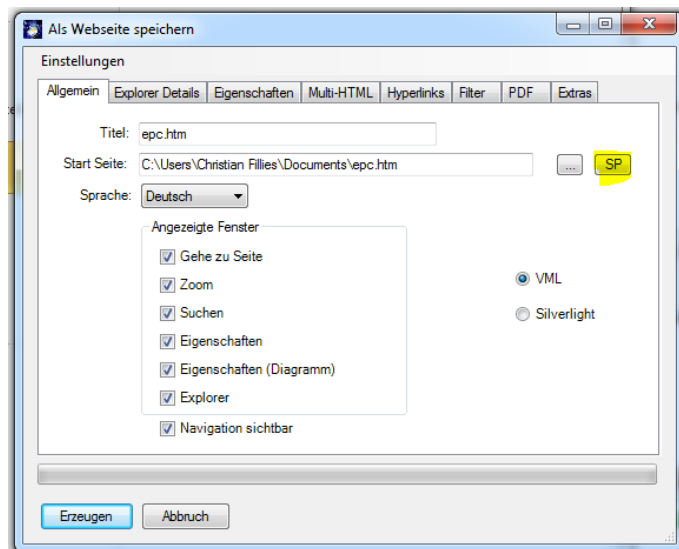 Als Webseite speichern
Einstellungen
Allgemein Explorer Details Eigenschaften Multi-HTML Hyperlinks Filter PDF Extras
Titel: epc.htm
Start Seite: C:\Users\Christian Fillies\Documents\epc.htm ... SP
Sprache: Deutsch
Angezeigte Fenster
Gehe zu Seite
Zoom
VML
Suchen
Silverlight
Eigenschaften
Eigenschaften (Diagramm)
Explorer
Navigation sichtbar
Erzeugen Abbruch